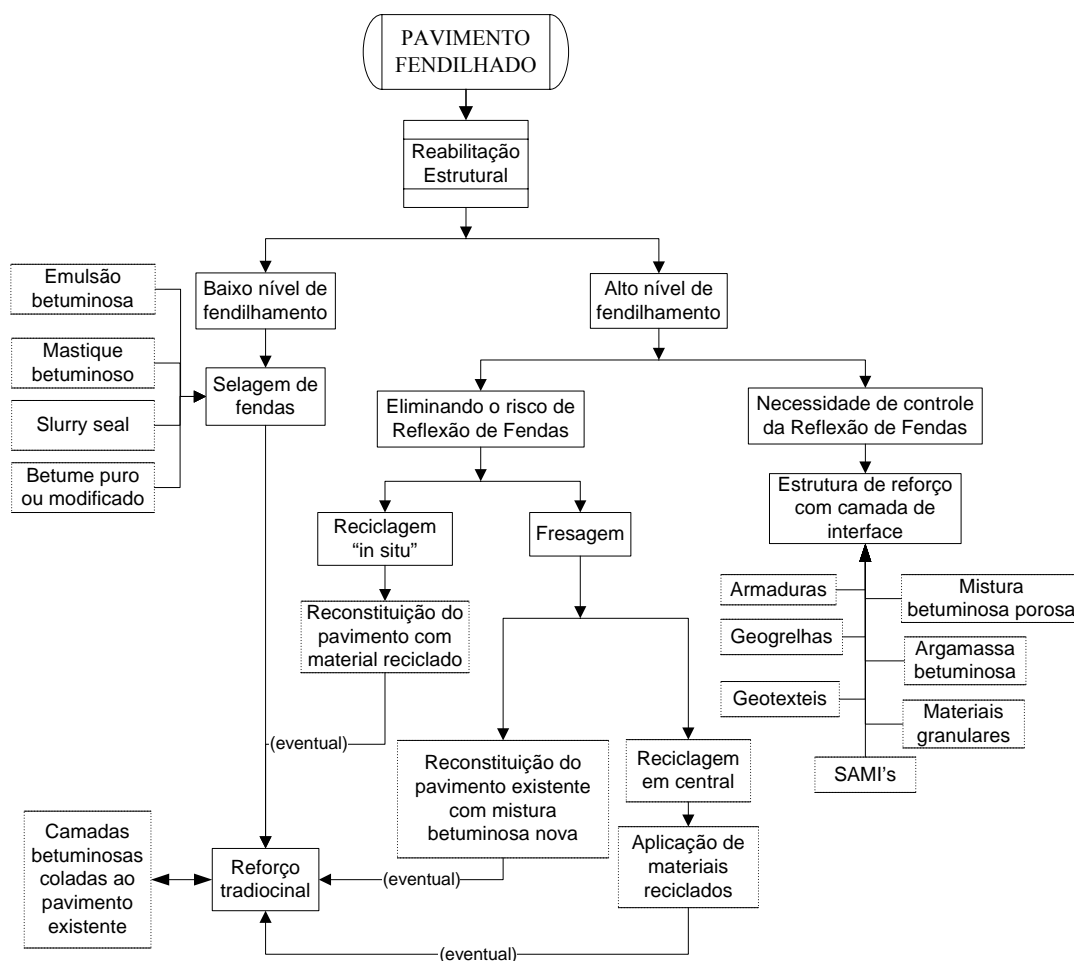 PAVIMENTO
FENDILHADO
Reabilitação
Estrutural
Baixo nível de
fendilhamento
Alto nível de
fendilhamento
Emulsão
betuminosa
Mastique
betuminoso
Slurry seal
Betume puro
ou modificado
Selagem de
fendas
Eliminando o risco de
Reflexão de Fendas
Necessidade de controle
da Reflexão de Fendas
Reciclagem
“in situ”
Fresagem
Estrutura de reforço
com camada de
interface
Reconstituição do
pavimento com
material reciclado
Armaduras
Geogrelhas
Geotexteis
Mistura
betuminosa porosa
Argamassa
betuminosa
Materiais
granulares
SAMI's
(eventual)
Reconstituição do
pavimento existente
com mistura
betuminosa nova
Reciclagem
em central
Aplicação de
materiais
reciclados
Camadas
betuminosas
coladas ao
pavimento
existente
Reforço
tradiocinal
(eventual)
(eventual)